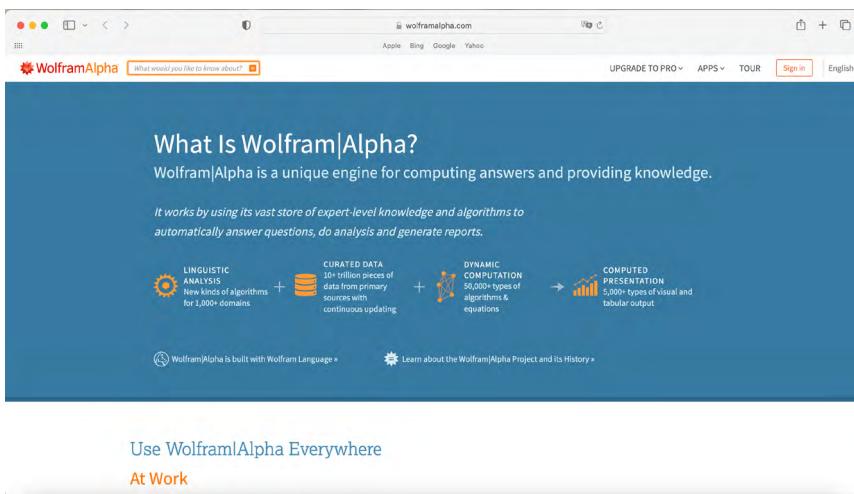 wolframalpha.com
Apple Bing Google Yahoo
WolframAlpha What would you like to know about? UPGRADE TO PRO APPS TOUR Sign in English
What Is Wolfram|Alpha?
Wolfram|Alpha is a unique engine for computing answers and providing knowledge.
It works by using its vast store of expert-level knowledge and algorithms to
automatically answer questions, do analysis and generate reports.
LINGUISTIC
ANALYSIS
New kinds of algorithms
for 1,000+ domains
+
CURATED DATA
10+ trillion pieces of
data from primary
sources with
continuous updating
+
DYNAMIC
COMPUTATION
50,000+ types of
algorithms &
equations
COMPUTED
PRESENTATION
5,000+ types of visual and
tabular output
Wolfram|Alpha is built with Wolfram Language »
Learn about the Wolfram|Alpha Project and its History »
Use Wolfram|Alpha Everywhere
At Work